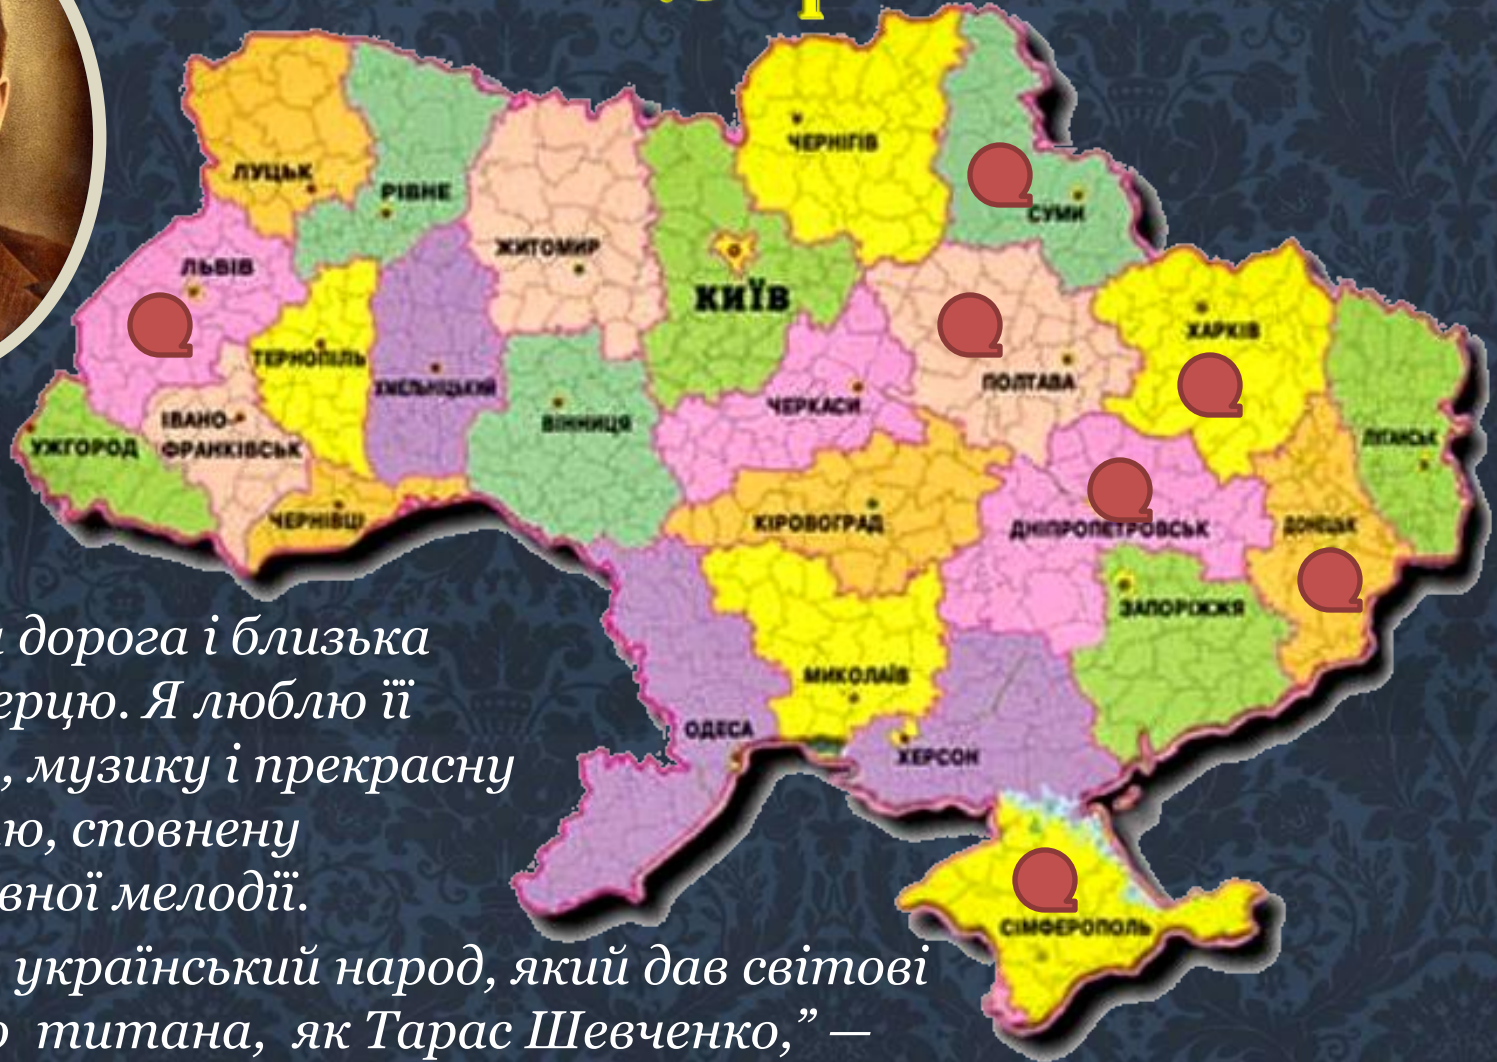 ЧЕРНІГІВ
ЛУЦЬК
РІВНЕ
СУМИ
ЖИТОМИР
ЛЬВІВ
КИЇВ
ХАРКІВ
ТЕРНОПІЛЬ
ХМЕЛЬНИЦЬКИЙ
ПОЛТАВА
ЧЕРКАСИ
ІВАНО-
ФРАНКІВСЬК
ВІННИЦЯ
УЖГОРОД
ЛУГАНСЬК
ЧЕРНІВЦІ
КІРОВОГРАД
ДНІПРОПЕТРОВСЬК
ДОНЕЦЬК
ЗАПОРІЖЖЯ
МИКОЛАЇВ
ОДЕСА
ХЕРСОН
СІМФЕРОПОЛЬ
дорога і близька
ерцю. Я люблю її
, музику і прекрасну
ю, сповнену
вної мелодії.
український народ, який дав світові
титана, як Тарас Шевченко,” —